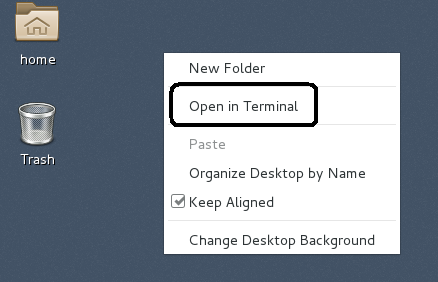 home
Trash
New Folder
Open in Terminal
Paste
Organize Desktop by Name
Keep Aligned
Change Desktop Background